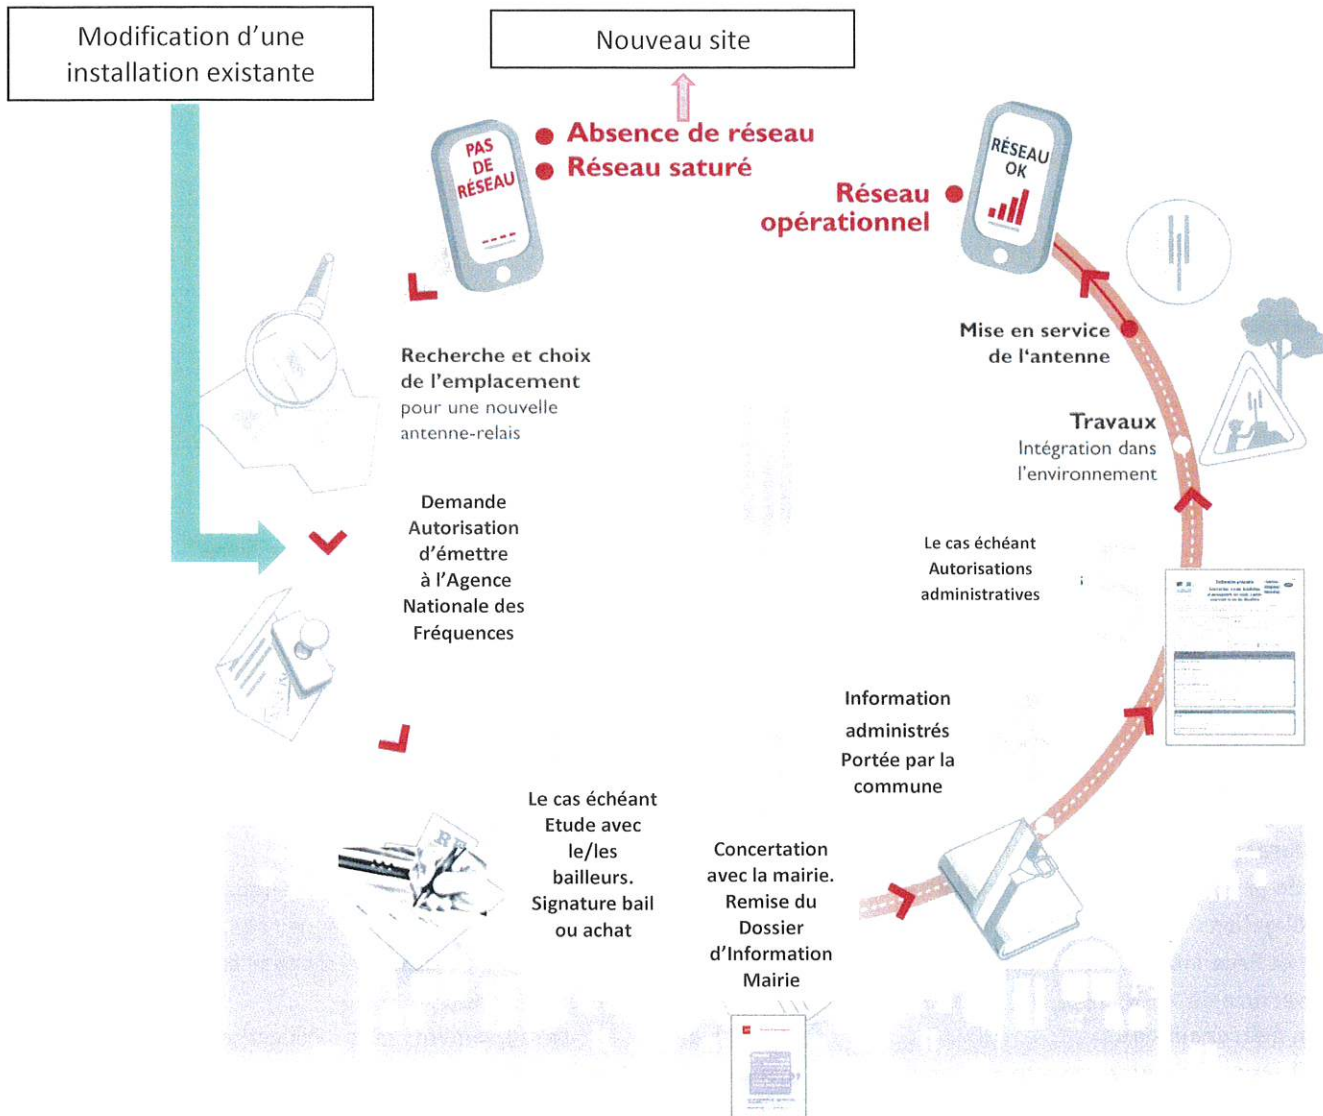 Modification d’une
installation existante
Nouveau site
Absence de réseau
Réseau saturé
PAS
DE
RÉSEAU
RÉSEAU
OK
Réseau
opérationnel
Recherche et choix
de l’emplacement
pour une nouvelle
antenne-relais
Demande
Autorisation
d’émettre
à l’Agence
Nationale des
Fréquences
Le cas échéant
Etude avec
le/les
bailleurs.
Signature bail
ou achat
Concertation
avec la mairie.
Remise du
Dossier
d’Information
Mairie
Information
administrés
Portée par la
commune
Le cas échéant
Autorisations
administratives
Travaux
Intégration dans
l’environnement
Mise en service
de l‘antenne